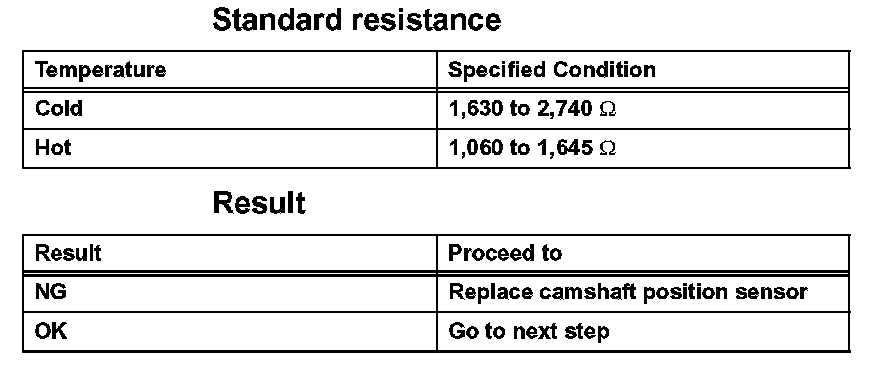 Standard resistance
Temperature Specified Condition
Cold 1,630 to 2,740 Ω
Hot 1,060 to 1,645 Ω
Result
Result Proceed to
NG Replace camshaft position sensor
OK Go to next step